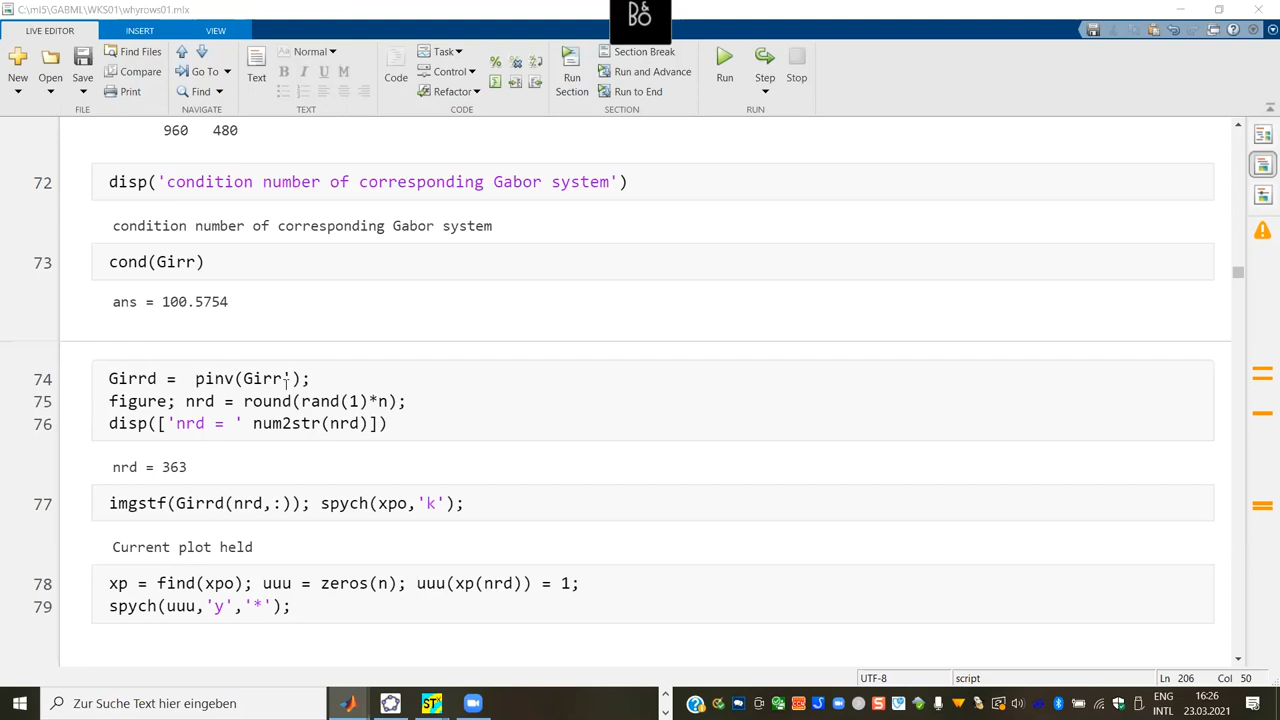 C:\mi5\GABML\WKS01\whyrows01.mlx
B&O
BÔ
LIVE EDITOR INSERT VIEW
New Open Save Find Files Compare Print
Go To Find
Text Normal
B I U M
Code Task Control Refactor
Run Section Section Break Run and Advance Run to End
Run Step Stop
FILE NAVIGATE TEXT CODE SECTION RUN
960 480
72 disp('condition number of corresponding Gabor system')
condition number of corresponding Gabor system
73 cond(Girr)
ans = 100.5754
74 Girrd = pinv(Girr');
75 figure; nrd = round(rand(1)*n);
76 disp(['nrd = ' num2str(nrd)])
nrd = 363
77 imgstf(Girrd(nrd,:)); spych(xpo,'k');
Current plot held
78 xp = find(xpo); uuu = zeros(n); uuu(xp(nrd)) = 1;
79 spych(uuu,'y','*');
UTF-8 script Ln 206 Col 50
Zur Suche Text hier eingeben
ENG 16:26
INTL 23.03.2021